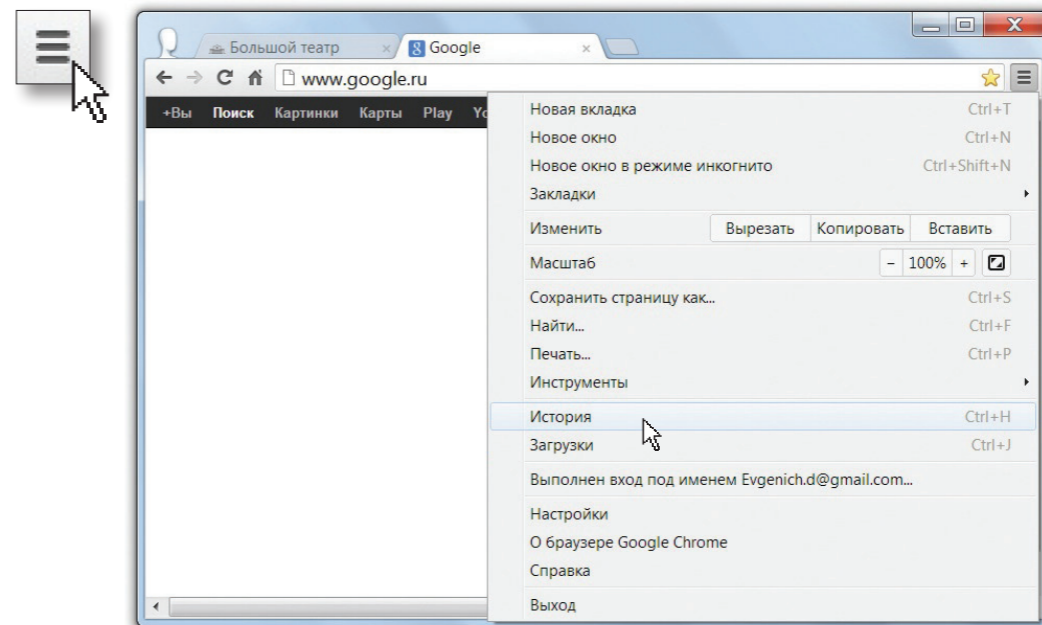 Большой театр
8 Google
www.google.ru
+Вы Поиск Картинки Карты Play
Новая вкладка Ctrl+T
Новое окно Ctrl+N
Новое окно в режиме инкогнито Ctrl+Shift+N
Закладки
Изменить Вырезать Копировать Вставить
Масштаб – 100% +
Сохранить страницу как... Ctrl+S
Найти... Ctrl+F
Печать... Ctrl+P
Инструменты
История Ctrl+H
Загрузки Ctrl+J
Выполнен вход под именем Evgenich.d@gmail.com...
Настройки
О браузере Google Chrome
Справка
Выход